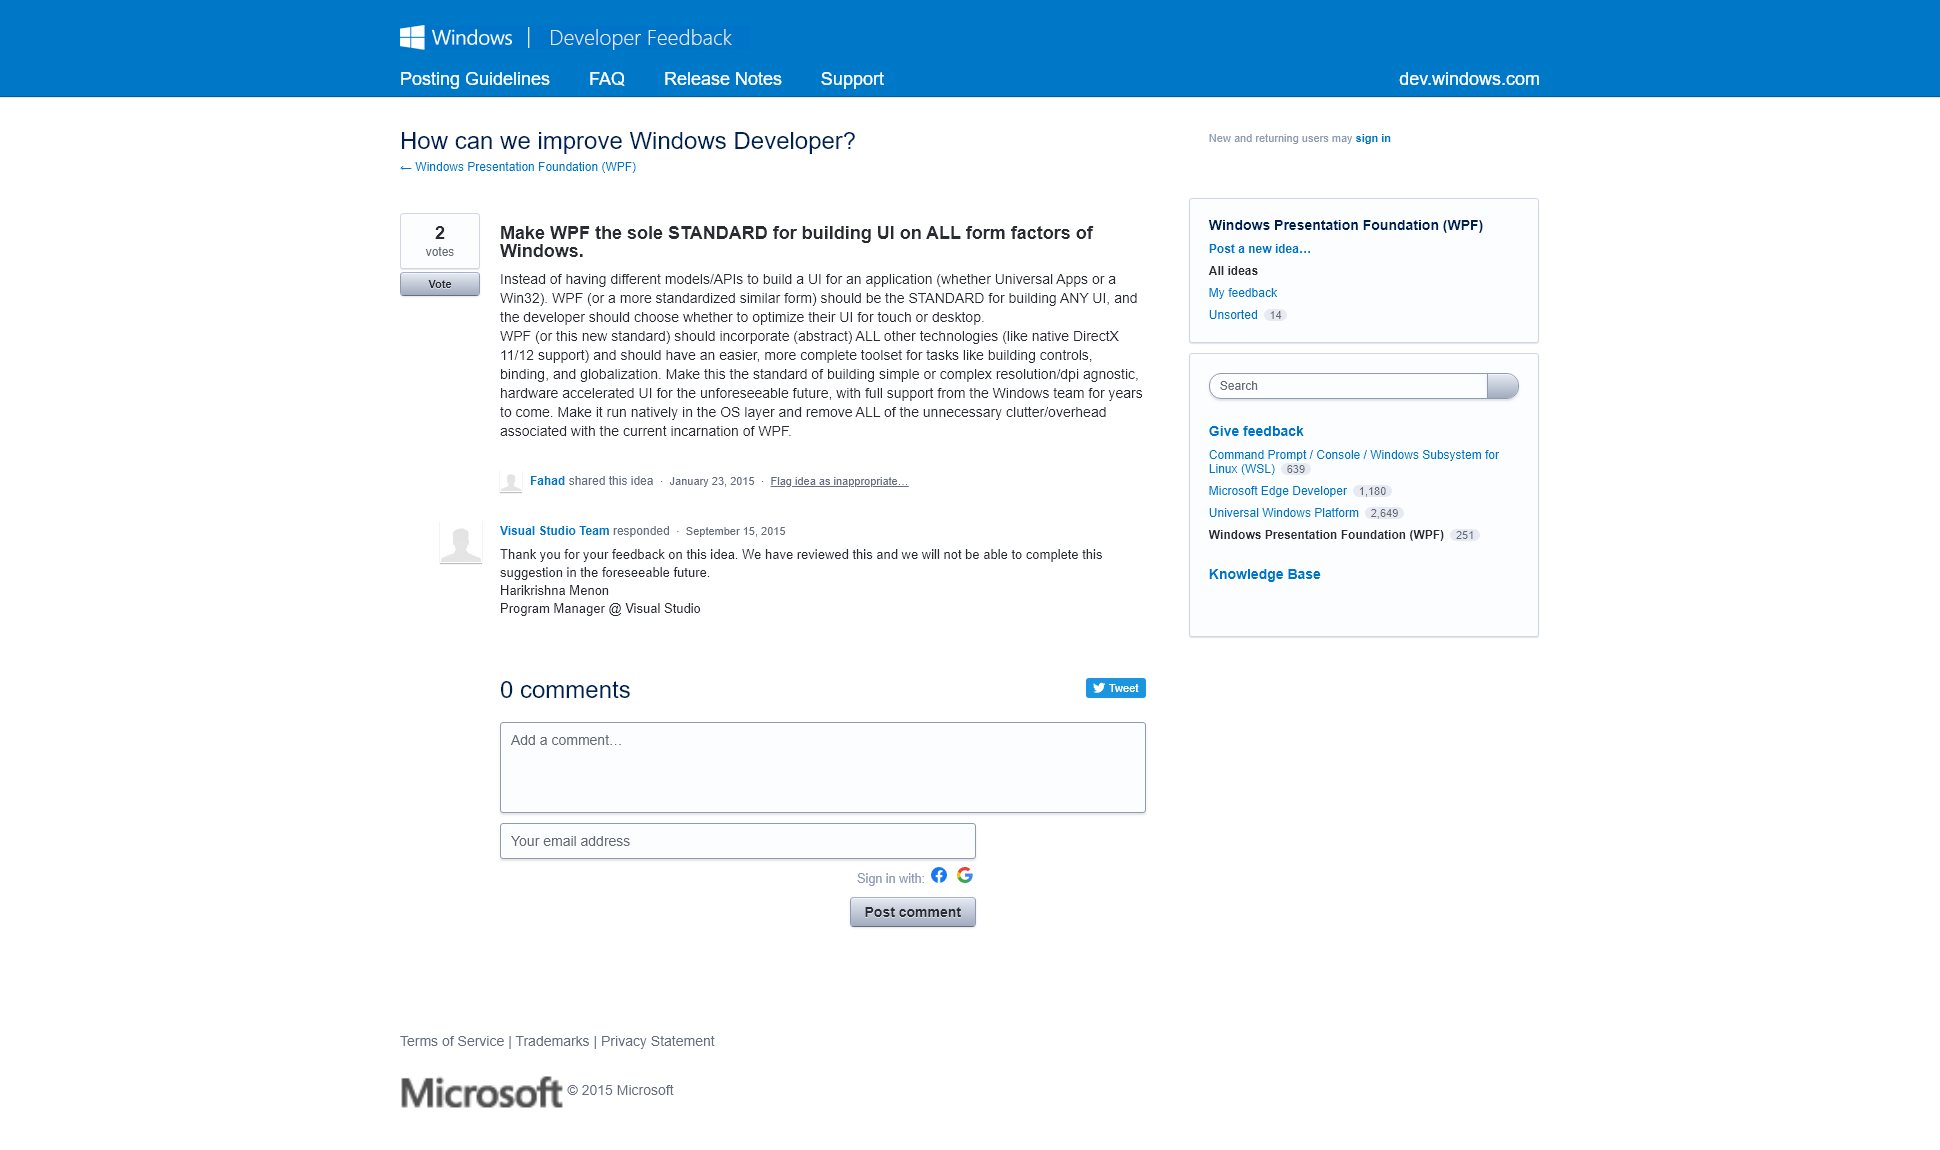 Windows | Developer Feedback
Posting Guidelines FAQ Release Notes Support dev.windows.com
How can we improve Windows Developer?
← Windows Presentation Foundation (WPF)
New and returning users may sign in
2
votes
Vote
Make WPF the sole STANDARD for building UI on ALL form factors of
Windows.
Instead of having different models/APIs to build a UI for an application (whether Universal Apps or a
Win32). WPF (or a more standardized similar form) should be the STANDARD for building ANY UI, and
the developer should choose whether to optimize their UI for touch or desktop.
WPF (or this new standard) should incorporate (abstract) ALL other technologies (like native DirectX
11/12 support) and should have an easier, more complete toolset for tasks like building controls,
binding, and globalization. Make this the standard of building simple or complex resolution/dpi agnostic,
hardware accelerated UI for the unforeseeable future, with full support from the Windows team for years
to come. Make it run natively in the OS layer and remove ALL of the unnecessary clutter/overhead
associated with the current incarnation of WPF.
Fahad shared this idea · January 23, 2015 · Flag idea as inappropriate…
Visual Studio Team responded · September 15, 2015
Thank you for your feedback on this idea. We have reviewed this and we will not be able to complete this
suggestion in the foreseeable future.
Harikrishna Menon
Program Manager @ Visual Studio
0 comments
Tweet
Add a comment…
Your email address
Sign in with:
Post comment
Windows Presentation Foundation (WPF)
Post a new idea…
All ideas
My feedback
Unsorted 14
Search
Give feedback
Command Prompt / Console / Windows Subsystem for
Linux (WSL) 639
Microsoft Edge Developer 1,180
Universal Windows Platform 2,649
Windows Presentation Foundation (WPF) 251
Knowledge Base
Terms of Service | Trademarks | Privacy Statement
Microsoft © 2015 Microsoft